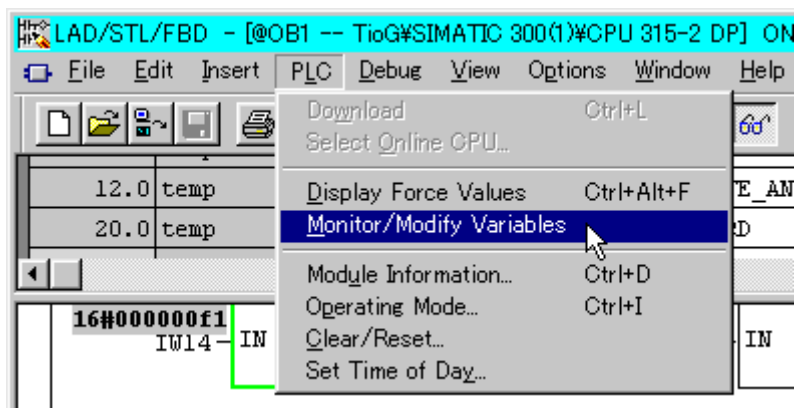 LAD/STL/FBD - [@OB1 -- TioG¥SIMATIC 300(1)¥CPU 315-2 DP] ON
File Edit Insert PLC Debug View Options Window Help
Download Ctrl+L
Select Online CPU...
12.0 temp Display Force Values Ctrl+Alt+F E_AN
20.0 temp Monitor/Modify Variables
Module Information... Ctrl+D
16#000000f1 Operating Mode... Ctrl+I
IW14 IN Clear/Reset... IN
Set Time of Day...